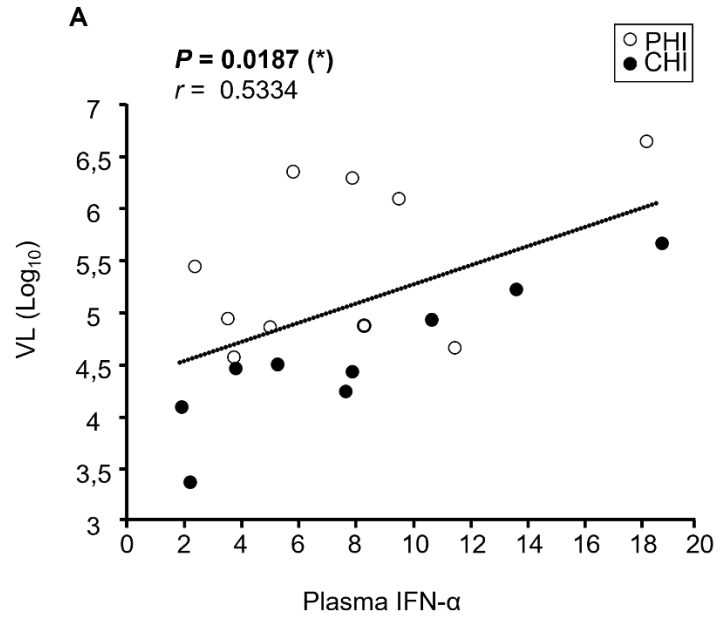 A
P = 0.0187 (*)
r = 0.5334
PHI
CHI
7
6,5
6
5,5
5
4,5
4
3,5
3
VL (Log10)
0 2 4 6 8 10 12 14 16 18 20
Plasma IFN-α